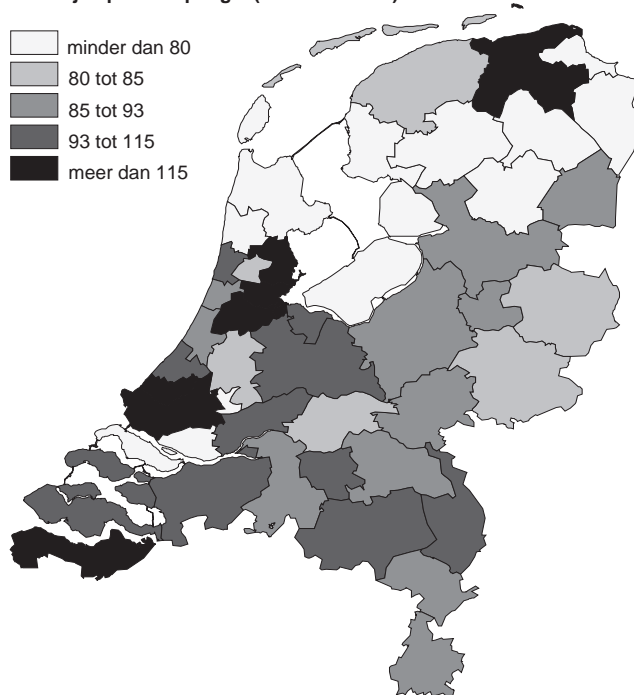 minder dan 80
80 tot 85
85 tot 93
93 tot 115
meer dan 115